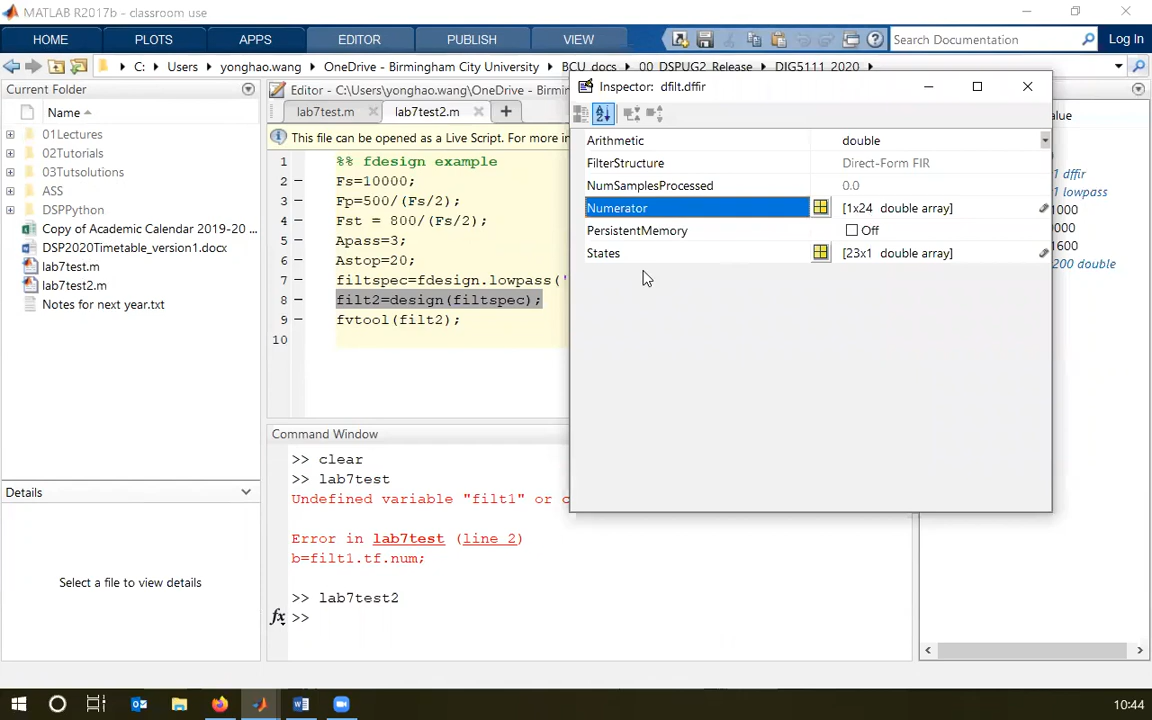 MATLAB R2017b - classroom use
HOME PLOTS APPS EDITOR PUBLISH VIEW Search Documentation Log In
C: Users yonghao.wang OneDrive - Birmingham City University BCU_docs 00_DSPUG2_Release DIG5111_2020
Current Folder
Name
01Lectures
02Tutorials
03Tutsolutions
ASS
DSPPython
Copy of Academic Calendar 2019-20 ...
DSP2020Timetable_version1.docx
lab7test.m
lab7test2.m
Notes for next year.txt
Details
Select a file to view details
Editor - C:\Users\yonghao.wang\OneDrive - Birming
lab7test.m lab7test2.m
This file can be opened as a Live Script. For more in
1 %% fdesign example
2 - Fs=10000;
3 - Fp=500/(Fs/2);
4 - Fst = 800/(Fs/2);
5 - Apass=3;
6 - Astop=20;
7 - filtspec=fdesign.lowpass('
8 - filt2=design(filtspec);
9 - fvtool(filt2);
10
Command Window
>> clear
>> lab7test
Undefined variable "filt1" or c
Error in lab7test (line 2)
b=filt1.tf.num;
>> lab7test2
fx >>
Inspector: dfilt.dffir
Arithmetic double
FilterStructure Direct-Form FIR
NumSamplesProcessed 0.0
Numerator [1x24 double array]
PersistentMemory Off
States [23x1 double array]
alue
1 dffir
1 lowpass
1000
0000
1600
200 double
10:44